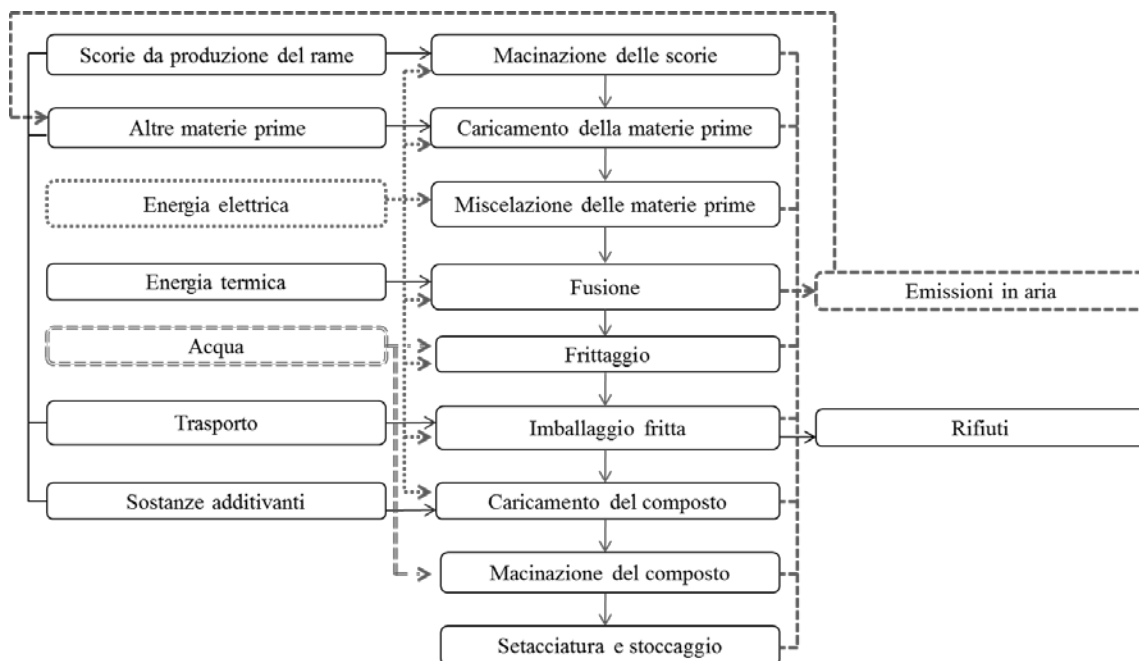 Scorie da produzione del rame
Macinazione delle scorie
Altre materie prime
Caricamento della materie prime
Energia elettrica
Miscelazione delle materie prime
Energia termica
Fusione
Emissioni in aria
Acqua
Frittaggio
Trasporto
Imballaggio fritta
Rifiuti
Sostanze additivanti
Caricamento del composto
Macinazione del composto
Setacciatura e stoccaggio